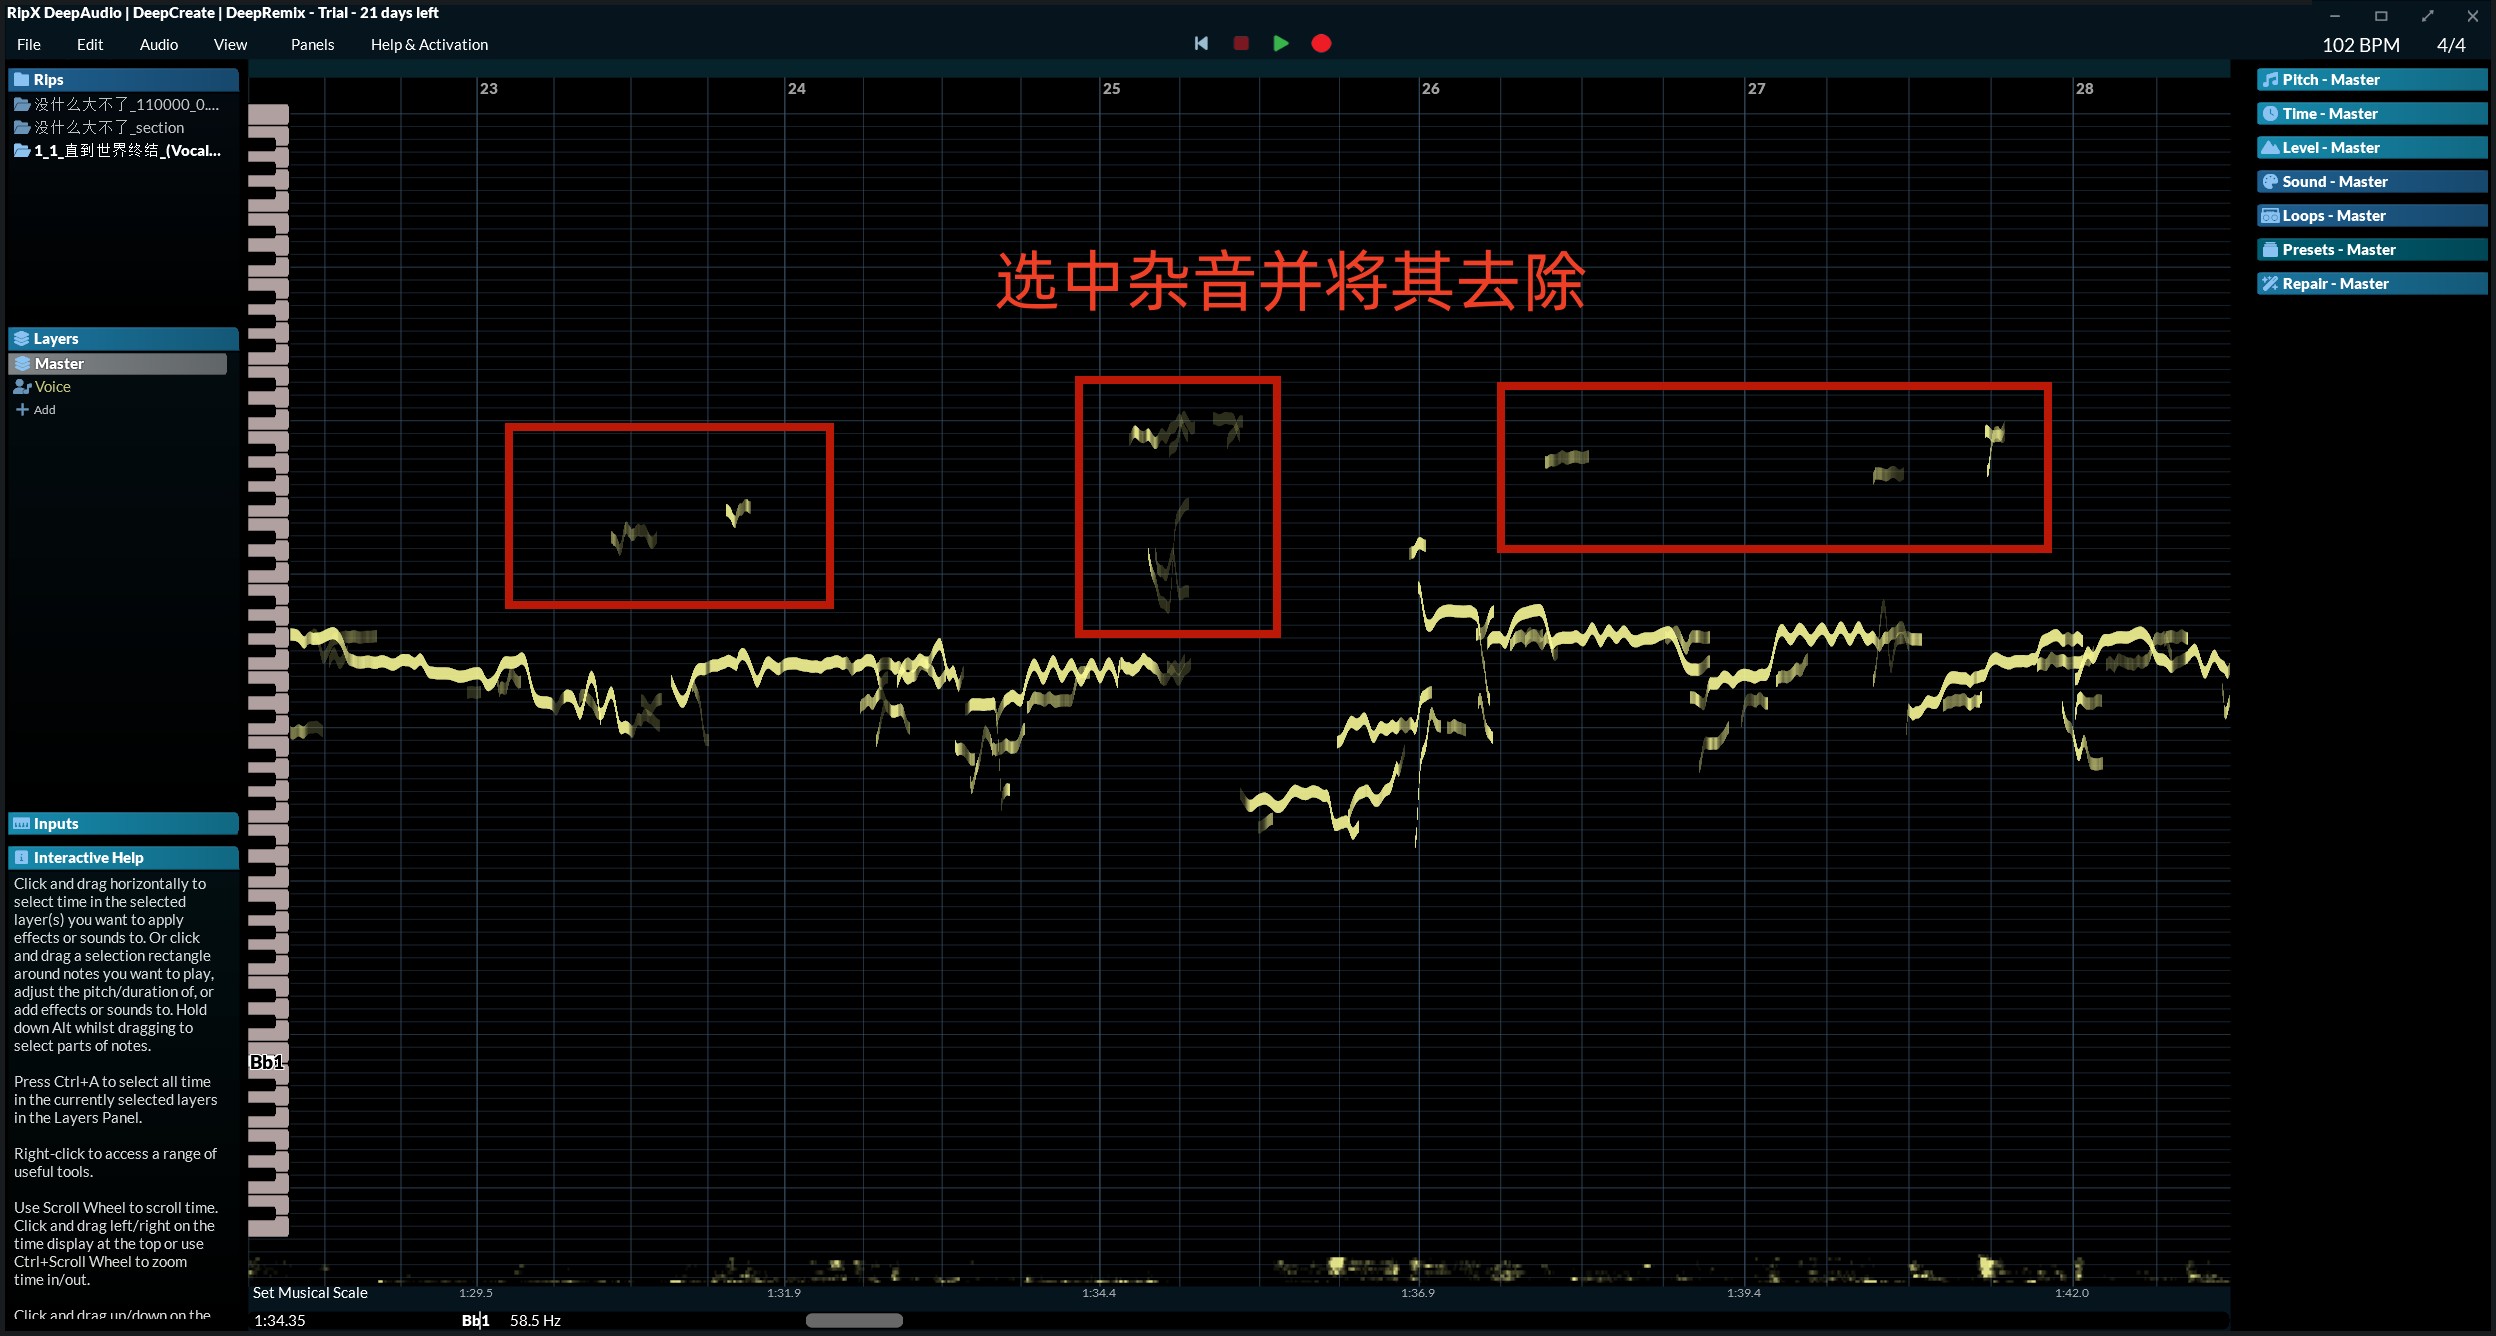 RipX DeepAudio | DeepCreate | DeepRemix - Trial - 21 days left
File Edit Audio View Panels Help & Activation
102 BPM 4/4
Rips
没什么大不了_110000_0....
没什么大不了_section
1_1_直到世界终结_(Vocal...
Layers
Master
Voice
Add
Inputs
Interactive Help
Click and drag horizontally to
select time in the selected
layer(s) you want to apply
effects or sounds to. Or click
and drag a selection rectangle
around notes you want to play,
adjust the pitch/duration of, or
add effects or sounds to. Hold
down Alt whilst dragging to
select parts of notes.
Press Ctrl+A to select all time
in the currently selected layers
in the Layers Panel.
Right-click to access a range of
useful tools.
Use Scroll Wheel to scroll time.
Click and drag left/right on the
time display at the top or use
Ctrl+Scroll Wheel to zoom
time in/out.
Click and drag up/down on the
23 24 25 26 27 28
选中杂音并将其去除
Bb1
Set Musical Scale
1:29.5 1:31.9 1:34.4 1:36.9 1:39.4 1:42.0
1:34.35 Bb1 58.5 Hz
Pitch - Master
Time - Master
Level - Master
Sound - Master
Loops - Master
Presets - Master
Repair - Master